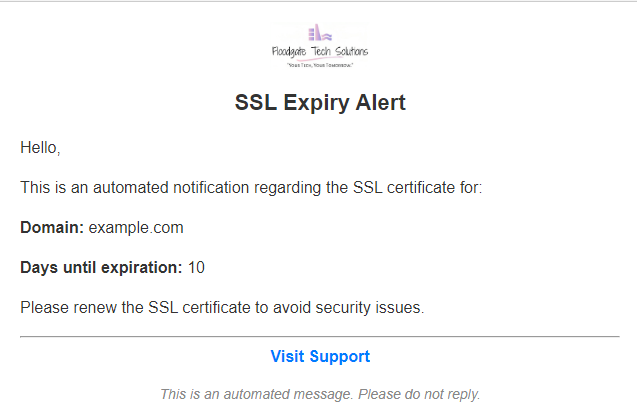 Floodgate Tech Solutions
"Your Tech, Your Tomorrow."
SSL Expiry Alert
Hello,
This is an automated notification regarding the SSL certificate for:
Domain: example.com
Days until expiration: 10
Please renew the SSL certificate to avoid security issues.
Visit Support
This is an automated message. Please do not reply.